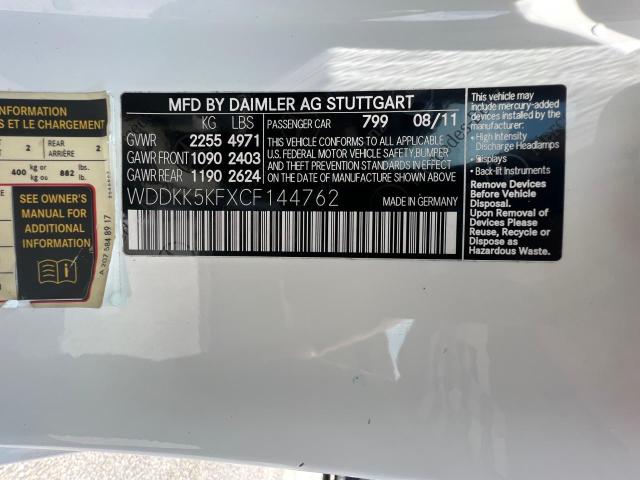 INFORMATION
S ET LE CHARGEMENT
2 REAR ARRIÈRE 2
400 kg or kg ou 882 lbs. lb.
SEE OWNER'S
MANUAL FOR
ADDITIONAL
INFORMATION
A 207 584 89 17
MFD BY DAIMLER AG STUTTGART
KG LBS PASSENGER CAR 799 08/11
GVWR 2255 4971
GAWR FRONT 1090 2403
GAWR REAR 1190 2624
THIS VEHICLE CONFORMS TO ALL APPLICABLE
U.S. FEDERAL MOTOR VEHICLE SAFETY, BUMPER
AND THEFT PREVENTION STANDARDS IN EFFECT
ON THE DATE OF MANUFACTURE SHOWN ABOVE.
WDDKK5KFXCF144762 MADE IN GERMANY
This vehicle may
include mercury-added
devices installed by the
manufacturer:
· High Intensity
Discharge Headlamps
· Displays
· Back-lit Instruments
Remove Devices
Before Vehicle
Disposal.
Upon Removal of
Devices Please
Reuse, Recycle or
Dispose as
Hazardous Waste.